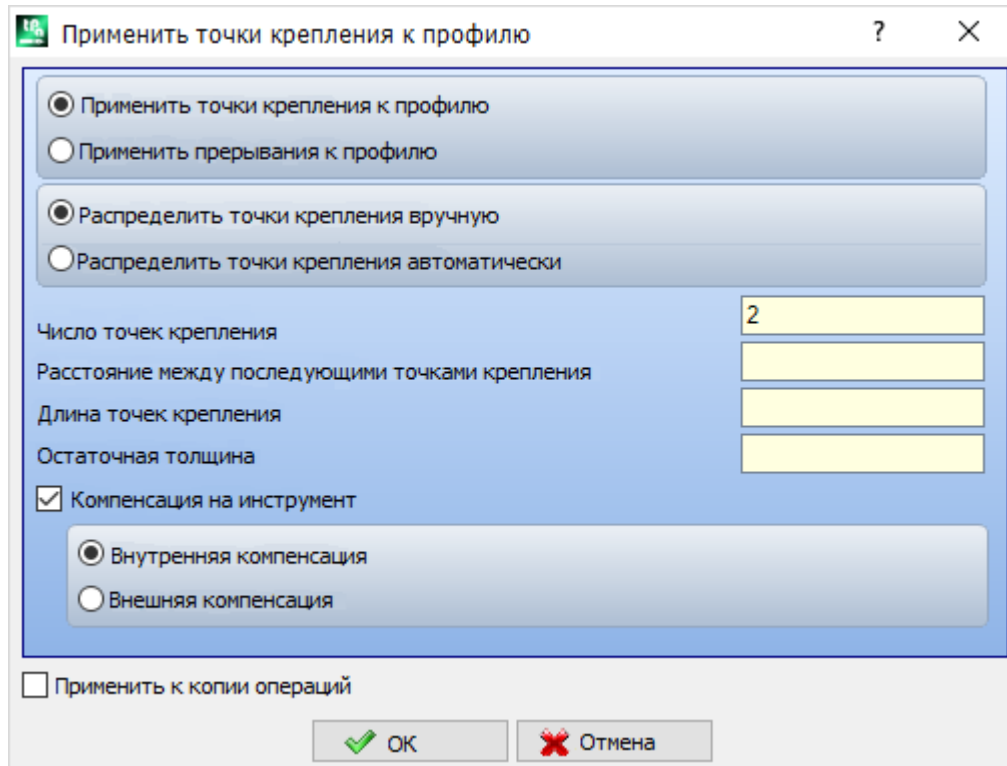 Применить точки крепления к профилю ?
Применить точки крепления к профилю
Применить прерывания к профилю
Распределить точки крепления вручную
Распределить точки крепления автоматически
Число точек крепления 2
Расстояние между последующими точками крепления
Длина точек крепления
Остаточная толщина
Компенсация на инструмент
Внутренняя компенсация
Внешняя компенсация
Применить к копии операций
ОК Отмена